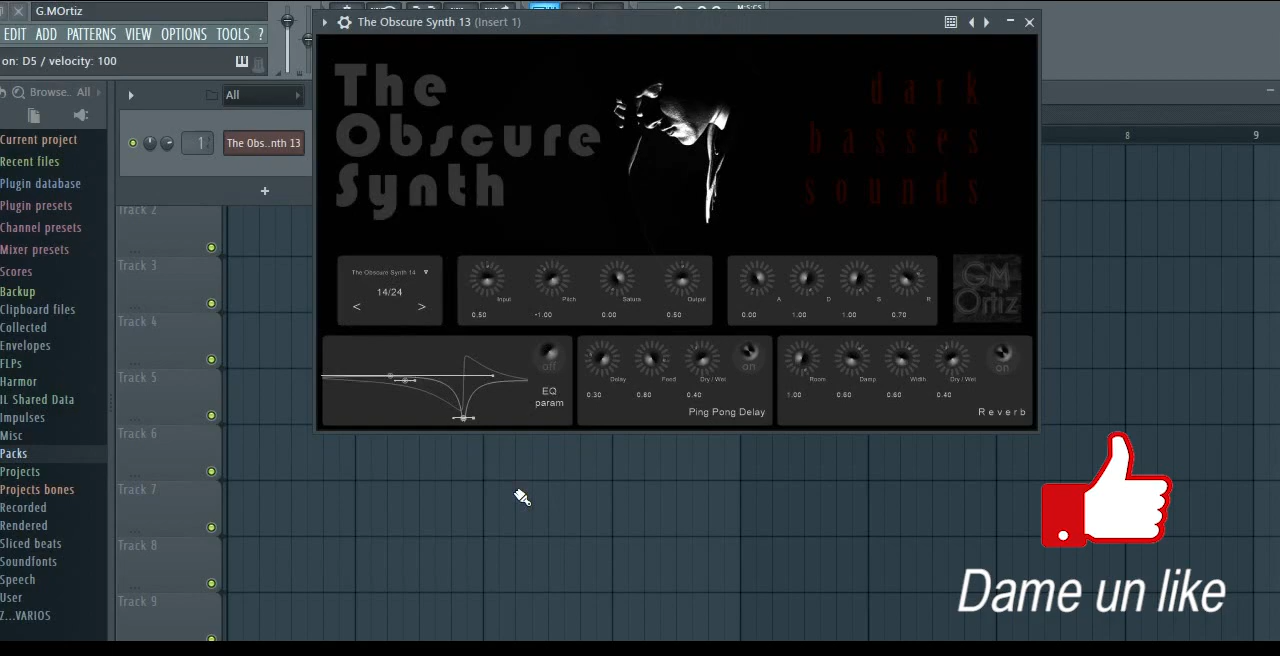 G.MOrtiz
EDIT ADD PATTERNS VIEW OPTIONS TOOLS ?
on: D5 / velocity: 100
Browse.. All
Current project
Recent files
Plugin database
Plugin presets
Channel presets
Mixer presets
Scores
Backup
Clipboard files
Collected
Envelopes
FLPs
Harmor
IL Shared Data
Impulses
Misc
Packs
Projects
Projects bones
Recorded
Rendered
Sliced beats
Soundfonts
Speech
User
Z...VARIOS
All
1
The Obs..nth 13
+
Track 2
Track 3
Track 4
Track 5
Track 6
Track 7
Track 8
Track 9
The Obscure Synth 13 (Insert 1)
The
Obscure
Synth
dark
basses
sounds
The Obscure Synth 14
14/24
< >
Input Pitch Satura Output
0.50 -1.00 0.00 0.50
A D S R
0.00 1.00 1.00 0.70
GM
Ortiz
off
EQ
param
Delay Feed Dry / Wet on
0.30 0.80 0.40
Ping Pong Delay
Room Damp Width Dry / Wet on
1.00 0.60 0.60 0.40
Reverb
8 9
Dame un like